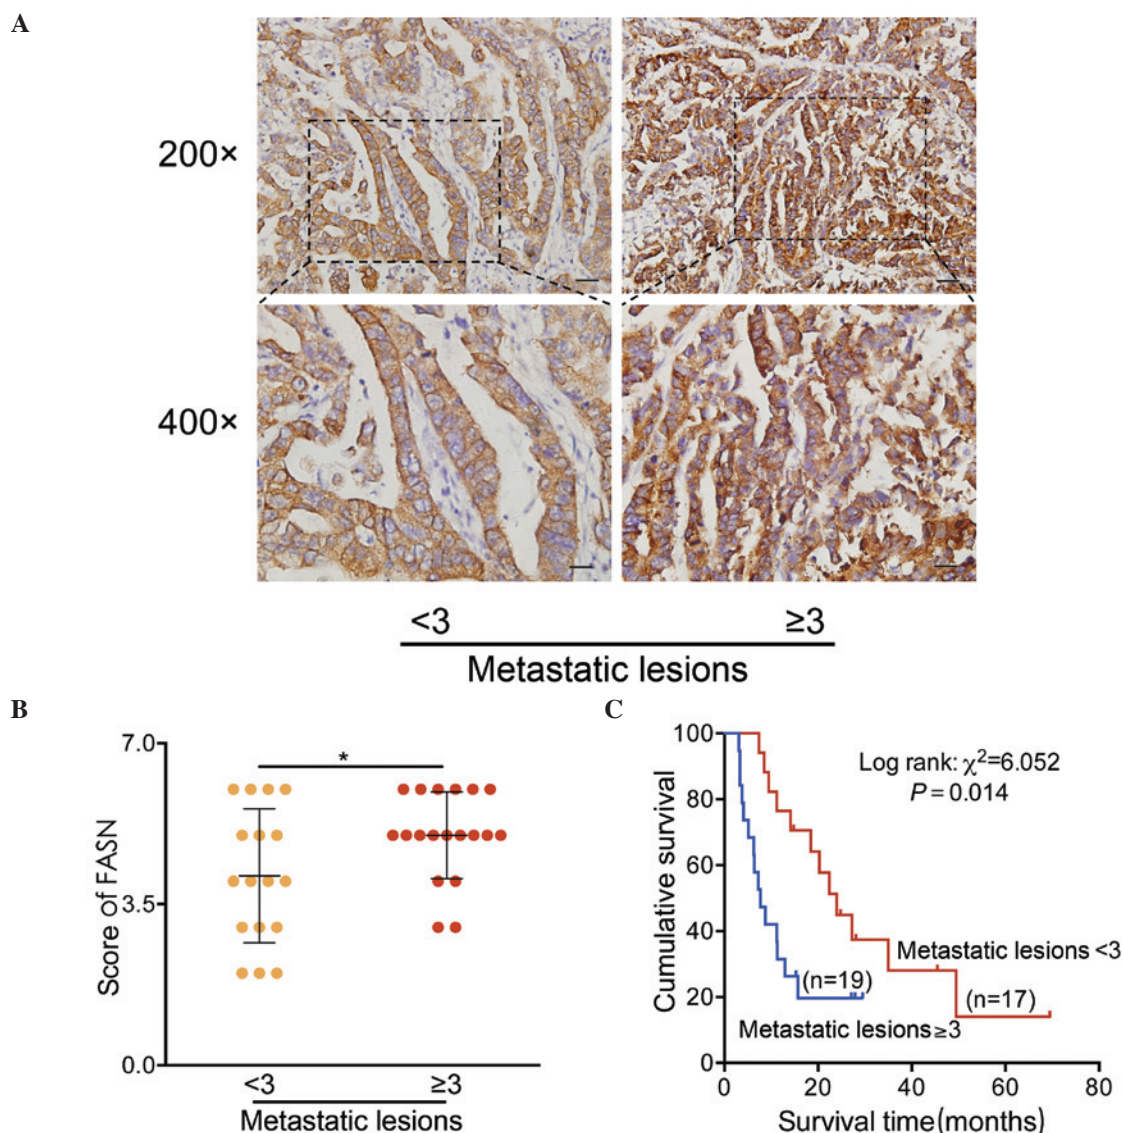 A
200×
400×
<3 ≥3
Metastatic lesions
B
7.0
*
Score of FASN
3.5
0.0
<3 ≥3
Metastatic lesions
C
100
Log rank: χ²=6.052
P = 0.014
80
60
Cumulative survival
40
Metastatic lesions <3
(n=19)
(n=17)
20
Metastatic lesions ≥3
0
0 20 40 60 80
Survival time(months)